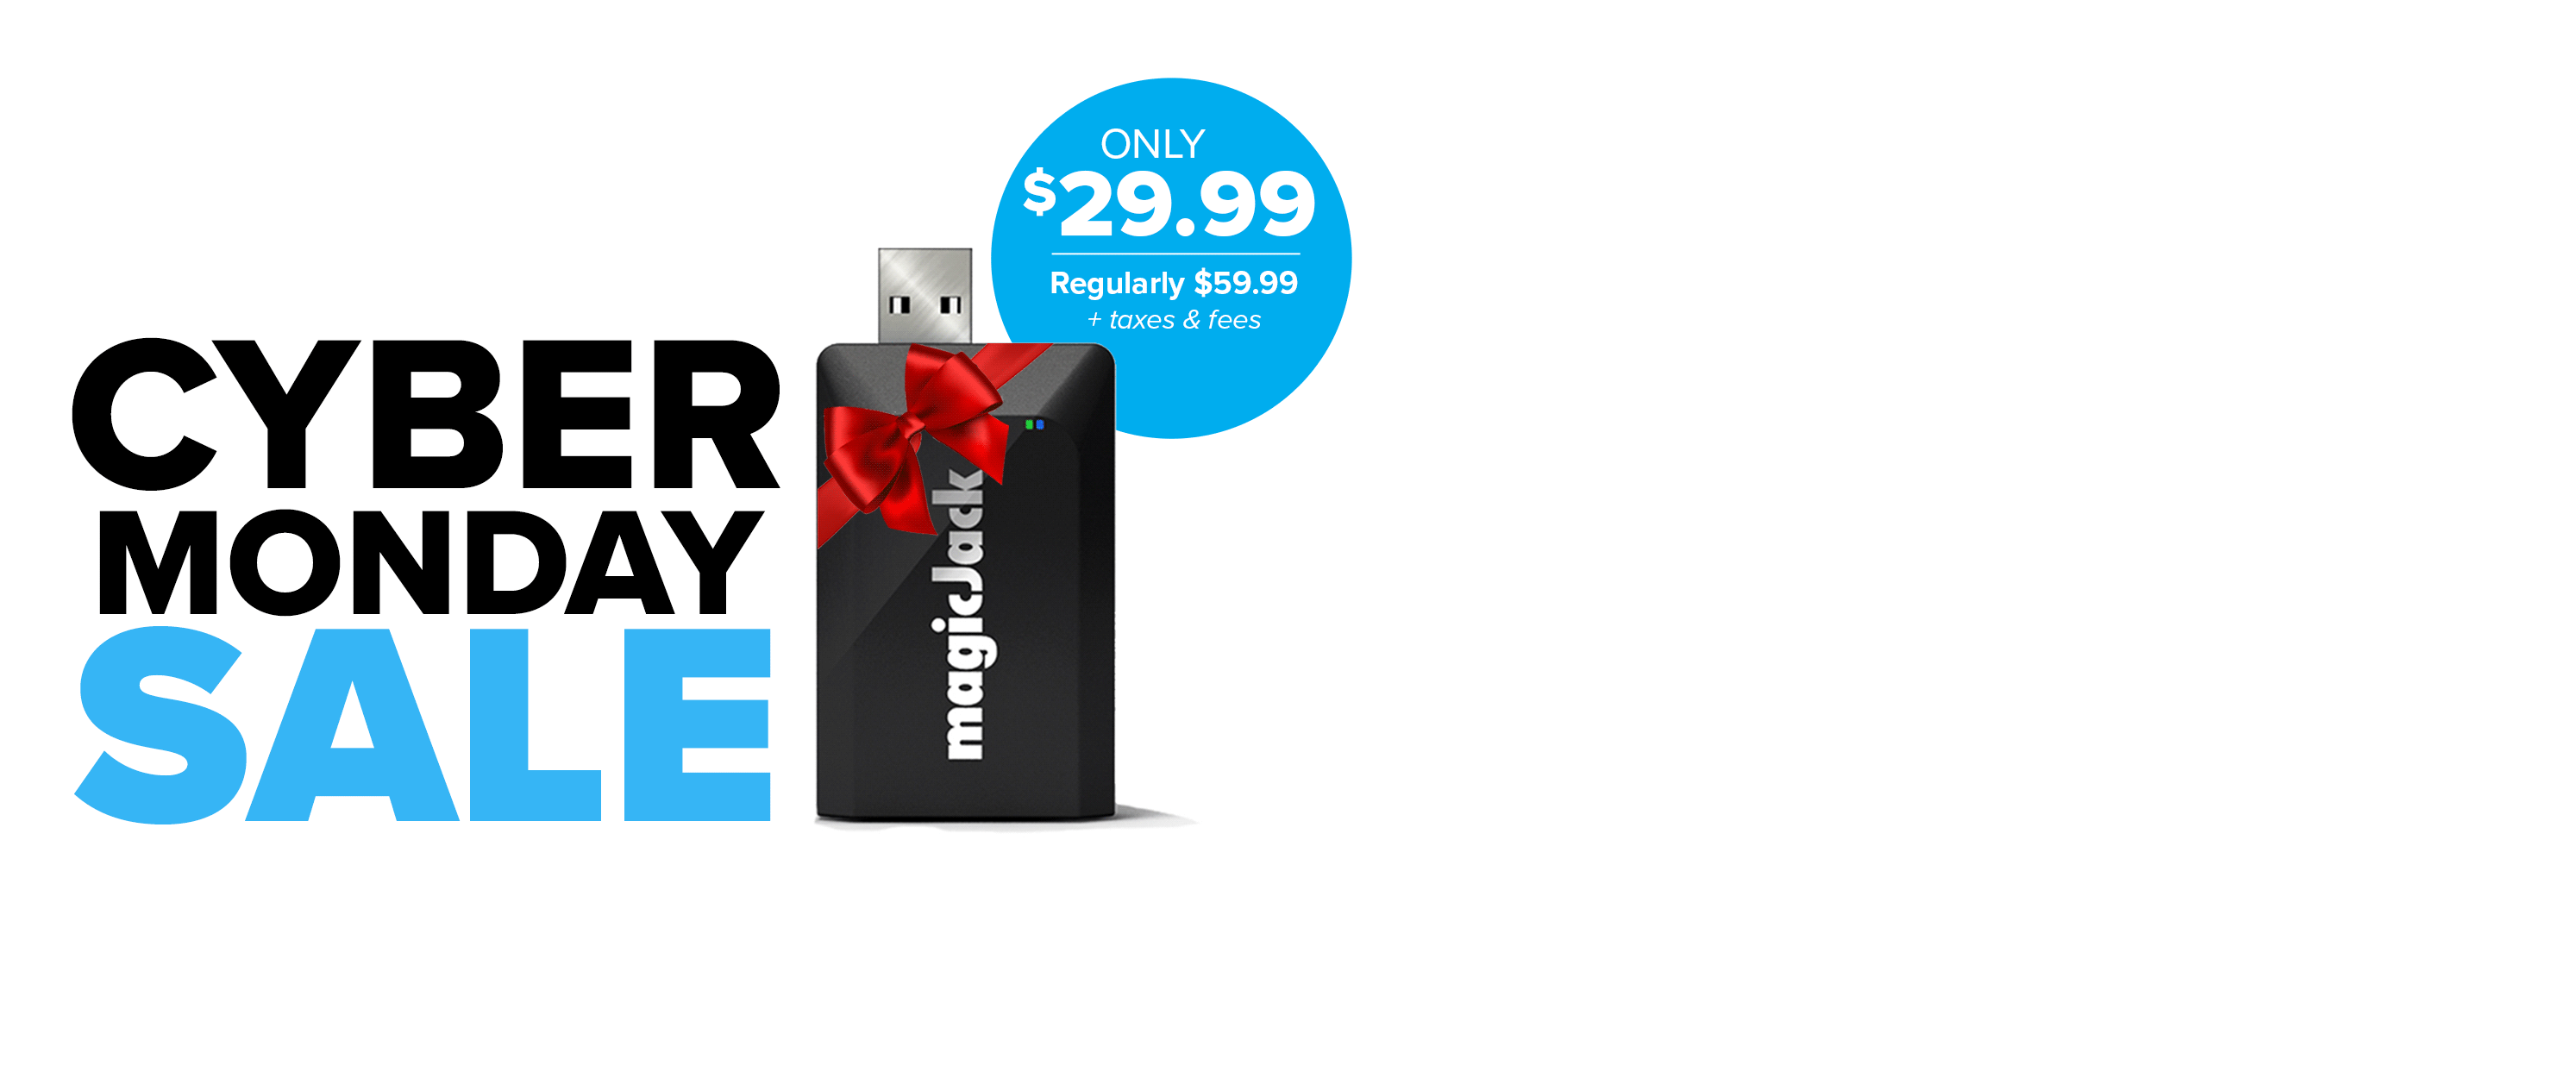 CYBER
MONDAY
SALE
magicJack
ONLY
$29.99
Regularly $59.99
+ taxes & fees